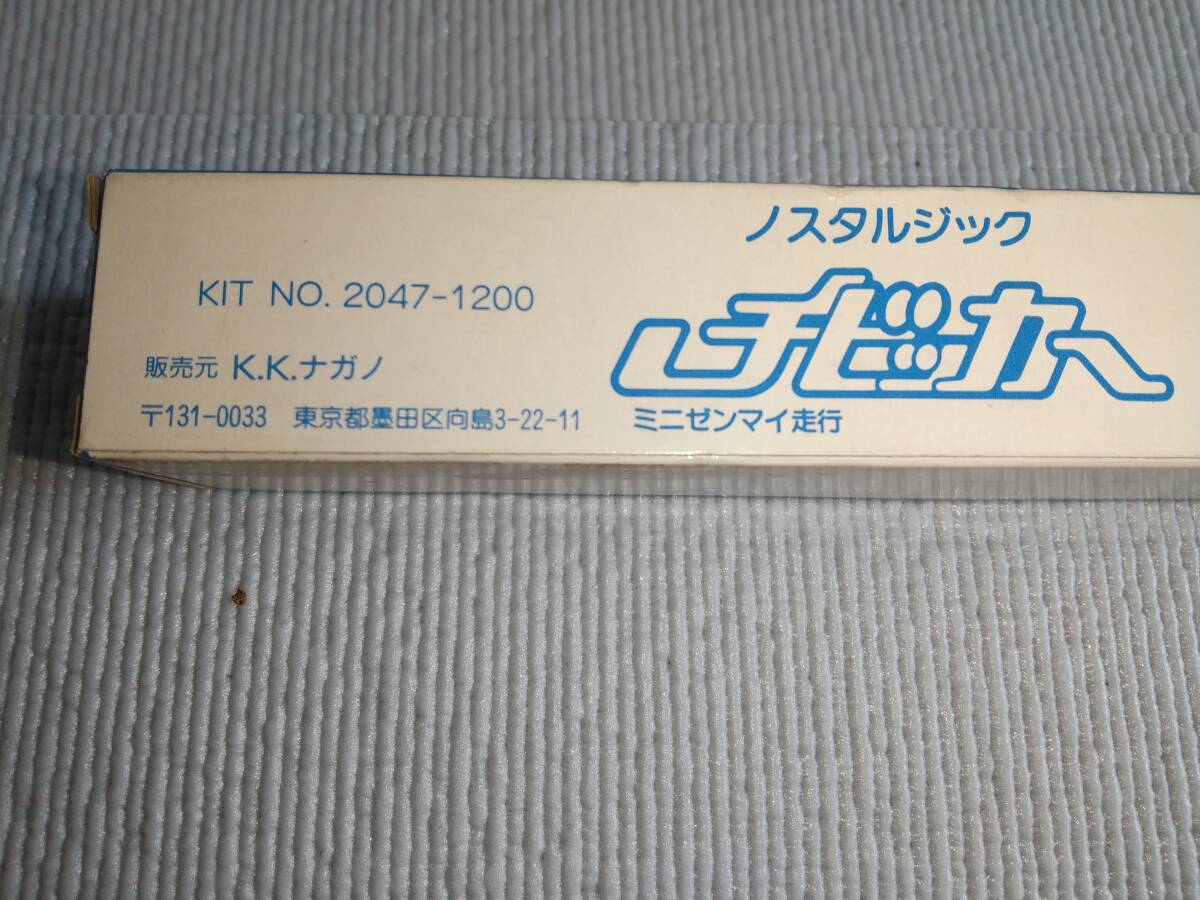 ノスタルジック
チビッカー
ミニゼンマイ走行
KIT NO. 2047-1200
販売元 K.K.ナガノ
〒131-0033 東京都墨田区向島3-22-11